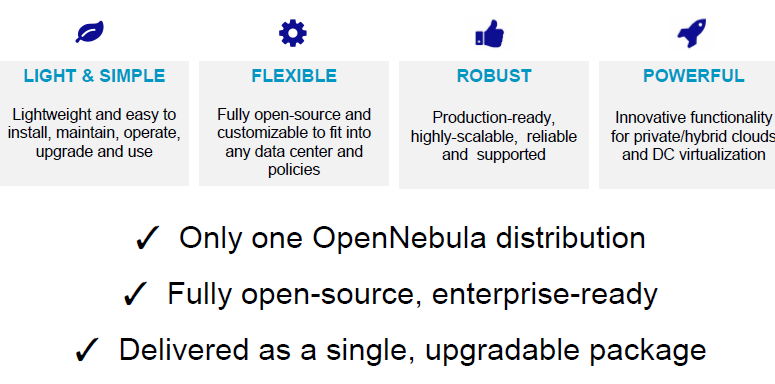 LIGHT & SIMPLE
Lightweight and easy to
install, maintain, operate,
upgrade and use
FLEXIBLE
Fully open-source and
customizable to fit into
any data center and
policies
ROBUST
Production-ready,
highly-scalable, reliable
and supported
POWERFUL
Innovative functionality
for private/hybrid clouds
and DC virtualization
✓ Only one OpenNebula distribution
✓ Fully open-source, enterprise-ready
✓ Delivered as a single, upgradable package